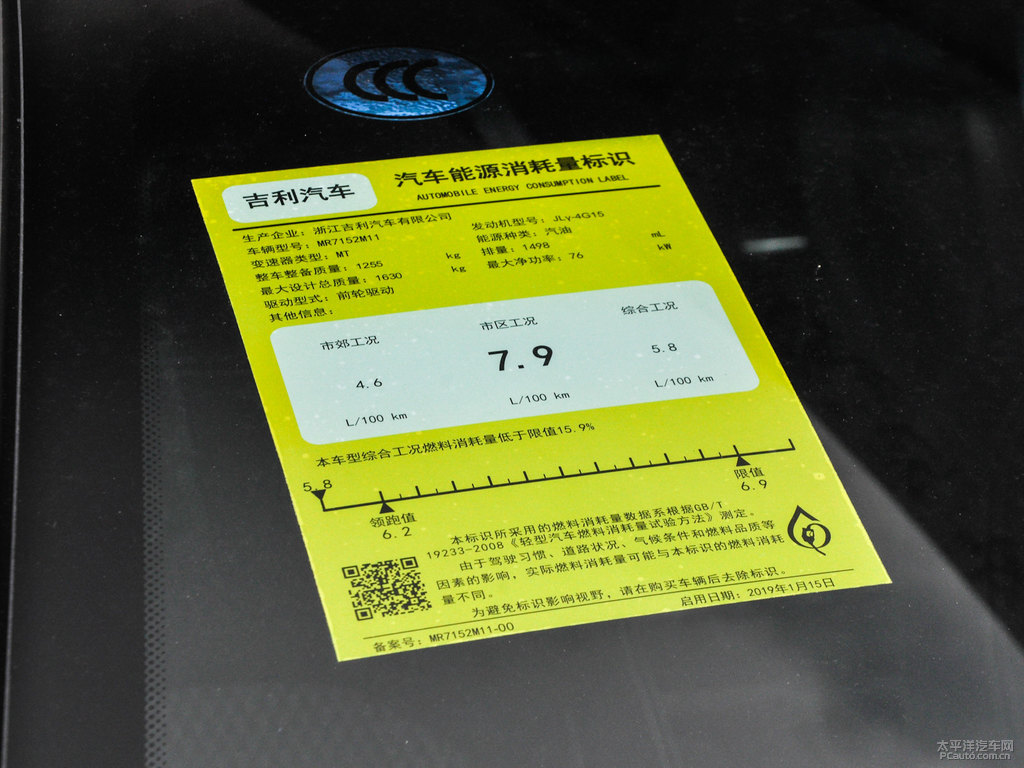 CCC
吉利汽车
汽车能源消耗量标识
AUTOMOBILE ENERGY CONSUMPTION LABEL
生产企业：浙江吉利汽车有限公司
车辆型号：MR7152M11
变速器类型：MT
整车整备质量：1255 kg
最大设计总质量：1630 kg
驱动型式：前轮驱动
其他信息：
发动机型号：JLγ-4G15
能源种类：汽油
排量：1498 mL
最大净功率：76 kW
市郊工况
4.6
L/100 km
市区工况
7.9
L/100 km
综合工况
5.8
L/100 km
本车型综合工况燃料消耗量低于限值15.9%
5.8
领跑值
6.2
限值
6.9
本标识所采用的燃料消耗量数据系根据GB/T
19233-2008《轻型汽车燃料消耗量试验方法》测定。
由于驾驶习惯、道路状况、气候条件和燃料品质等
因素的影响，实际燃料消耗量可能与本标识的燃料消耗
量不同。
为避免标识影响视野，请在购买车辆后去除标识。
备案号：MR7152M11-00
启用日期：2019年1月15日
太平洋汽车网
PCauto.com.cn